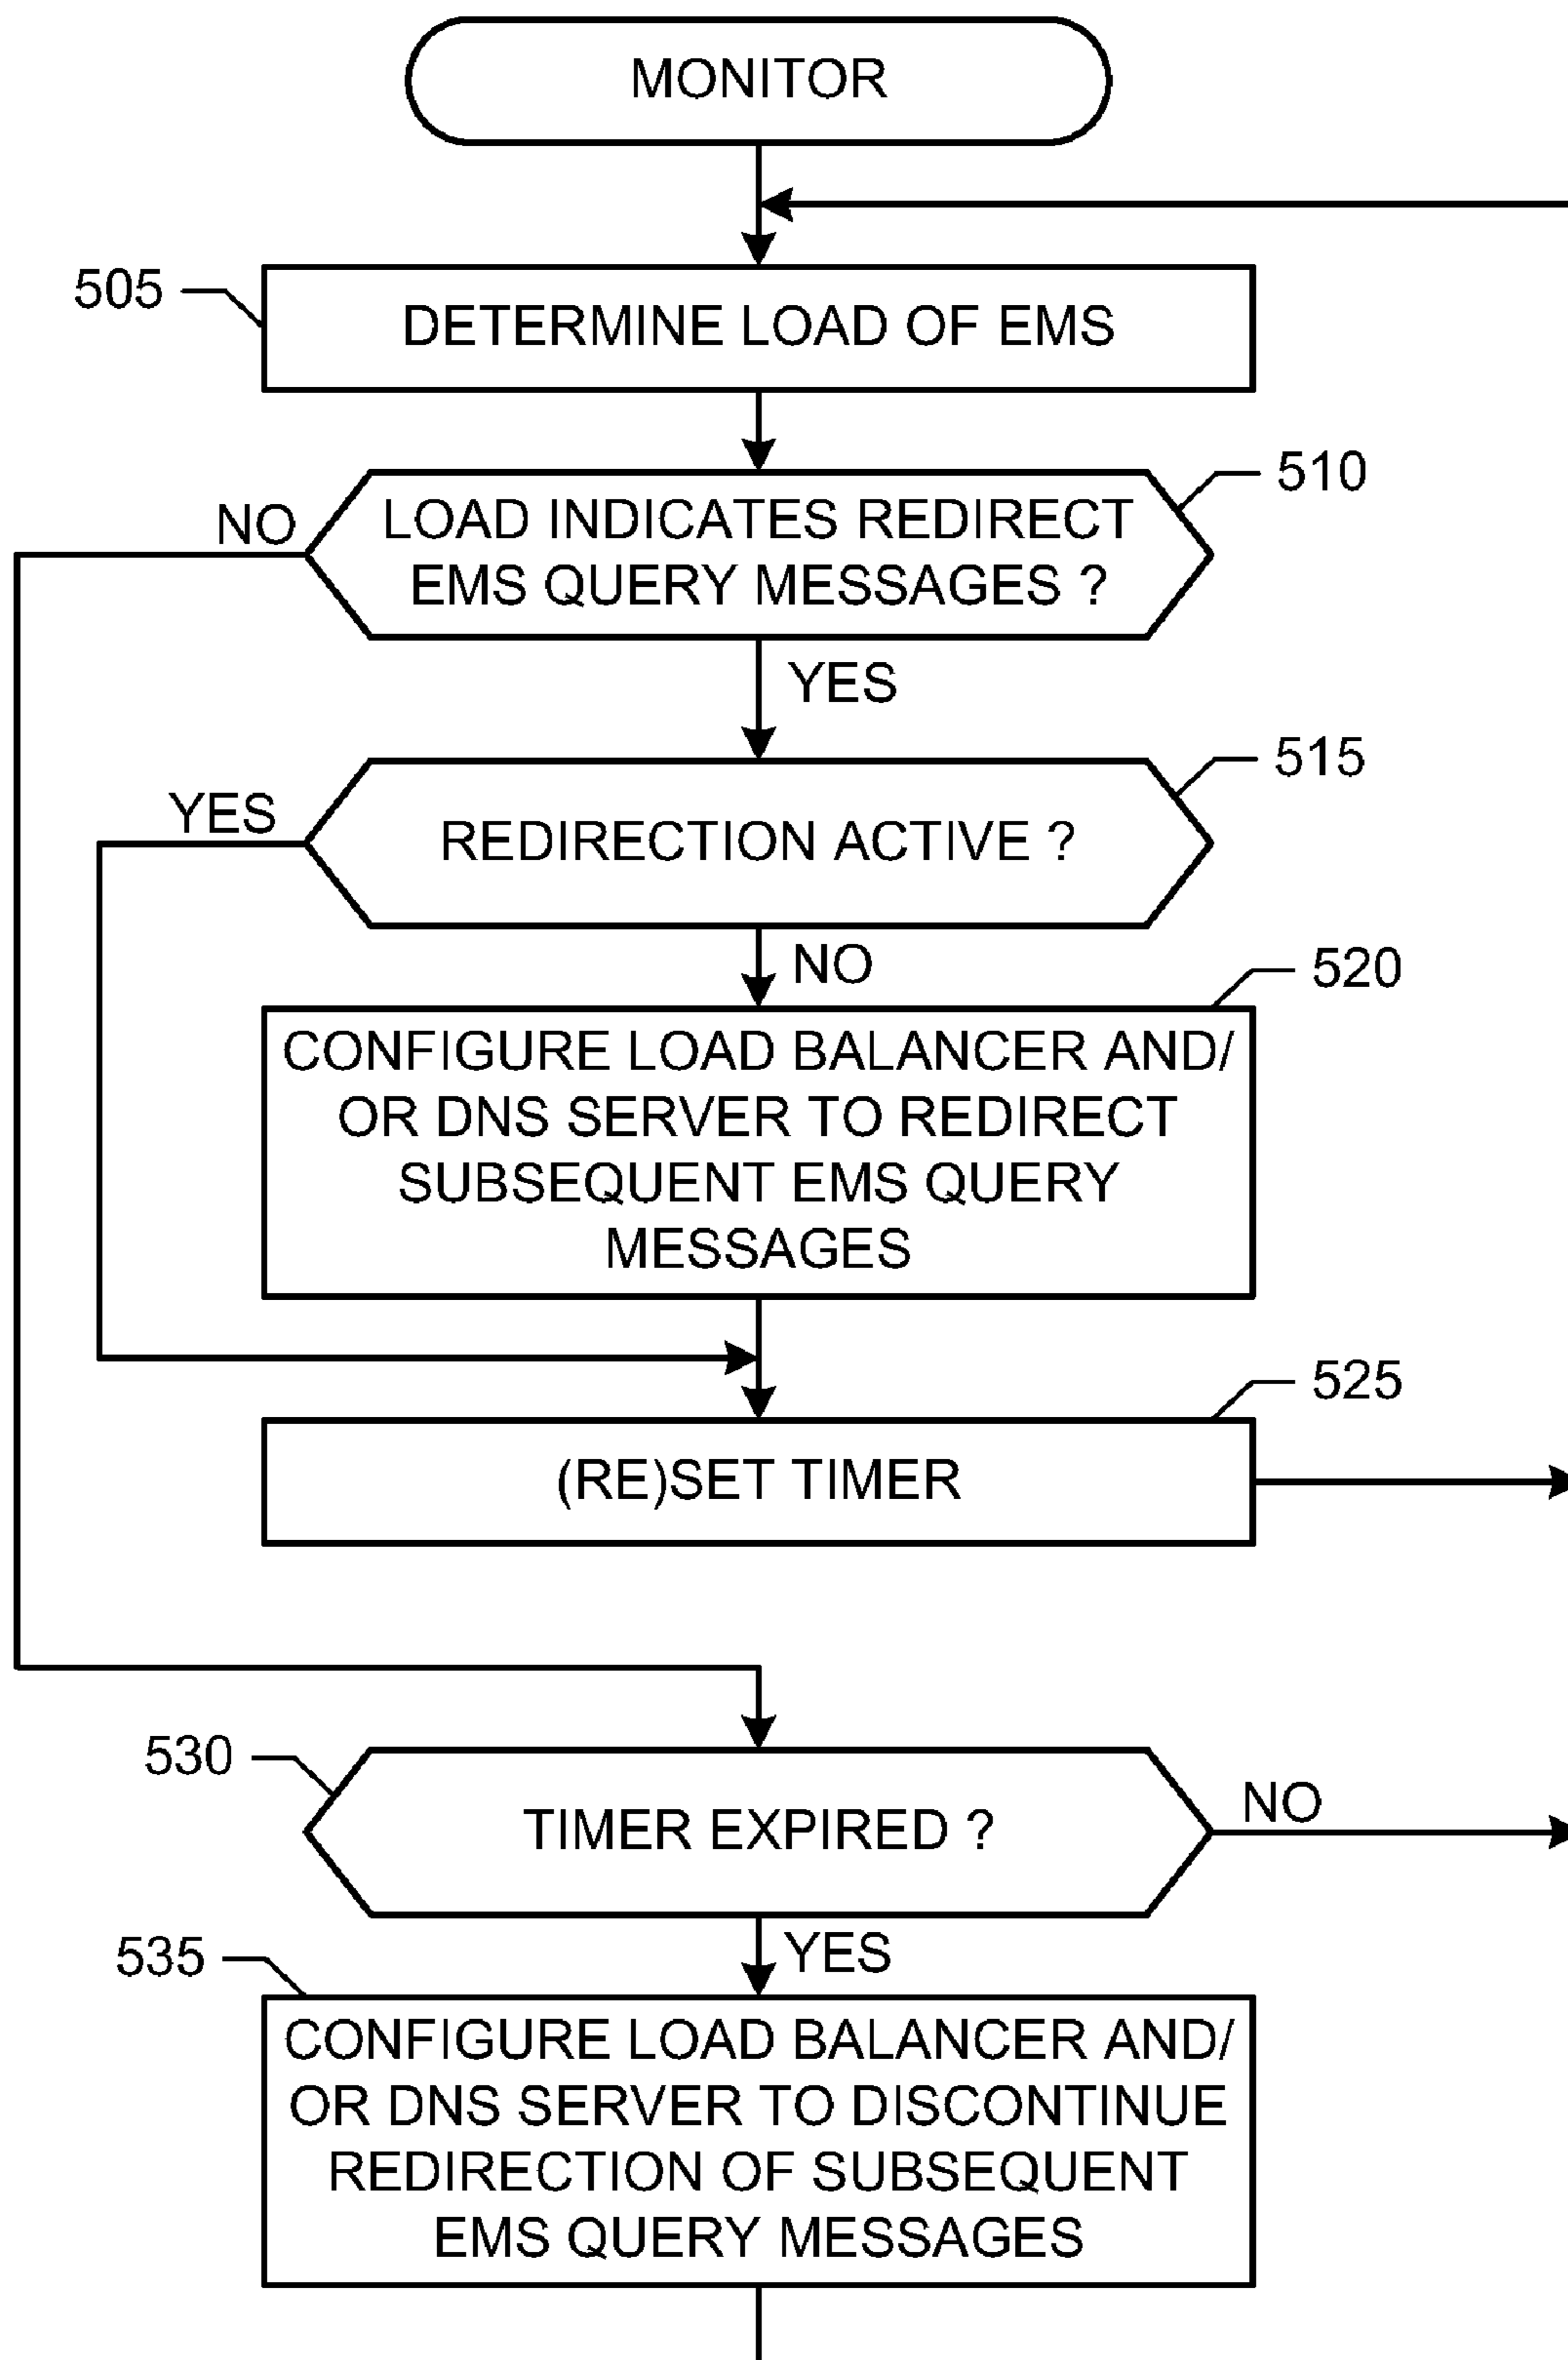 MONITOR
505
DETERMINE LOAD OF EMS
510
NO
LOAD INDICATES REDIRECT
EMS QUERY MESSAGES ?
YES
515
YES
REDIRECTION ACTIVE ?
NO
520
CONFIGURE LOAD BALANCER AND/
OR DNS SERVER TO REDIRECT
SUBSEQUENT EMS QUERY
MESSAGES
525
(RE)SET TIMER
530
TIMER EXPIRED ?
NO
YES
535
CONFIGURE LOAD BALANCER AND/
OR DNS SERVER TO DISCONTINUE
REDIRECTION OF SUBSEQUENT
EMS QUERY MESSAGES